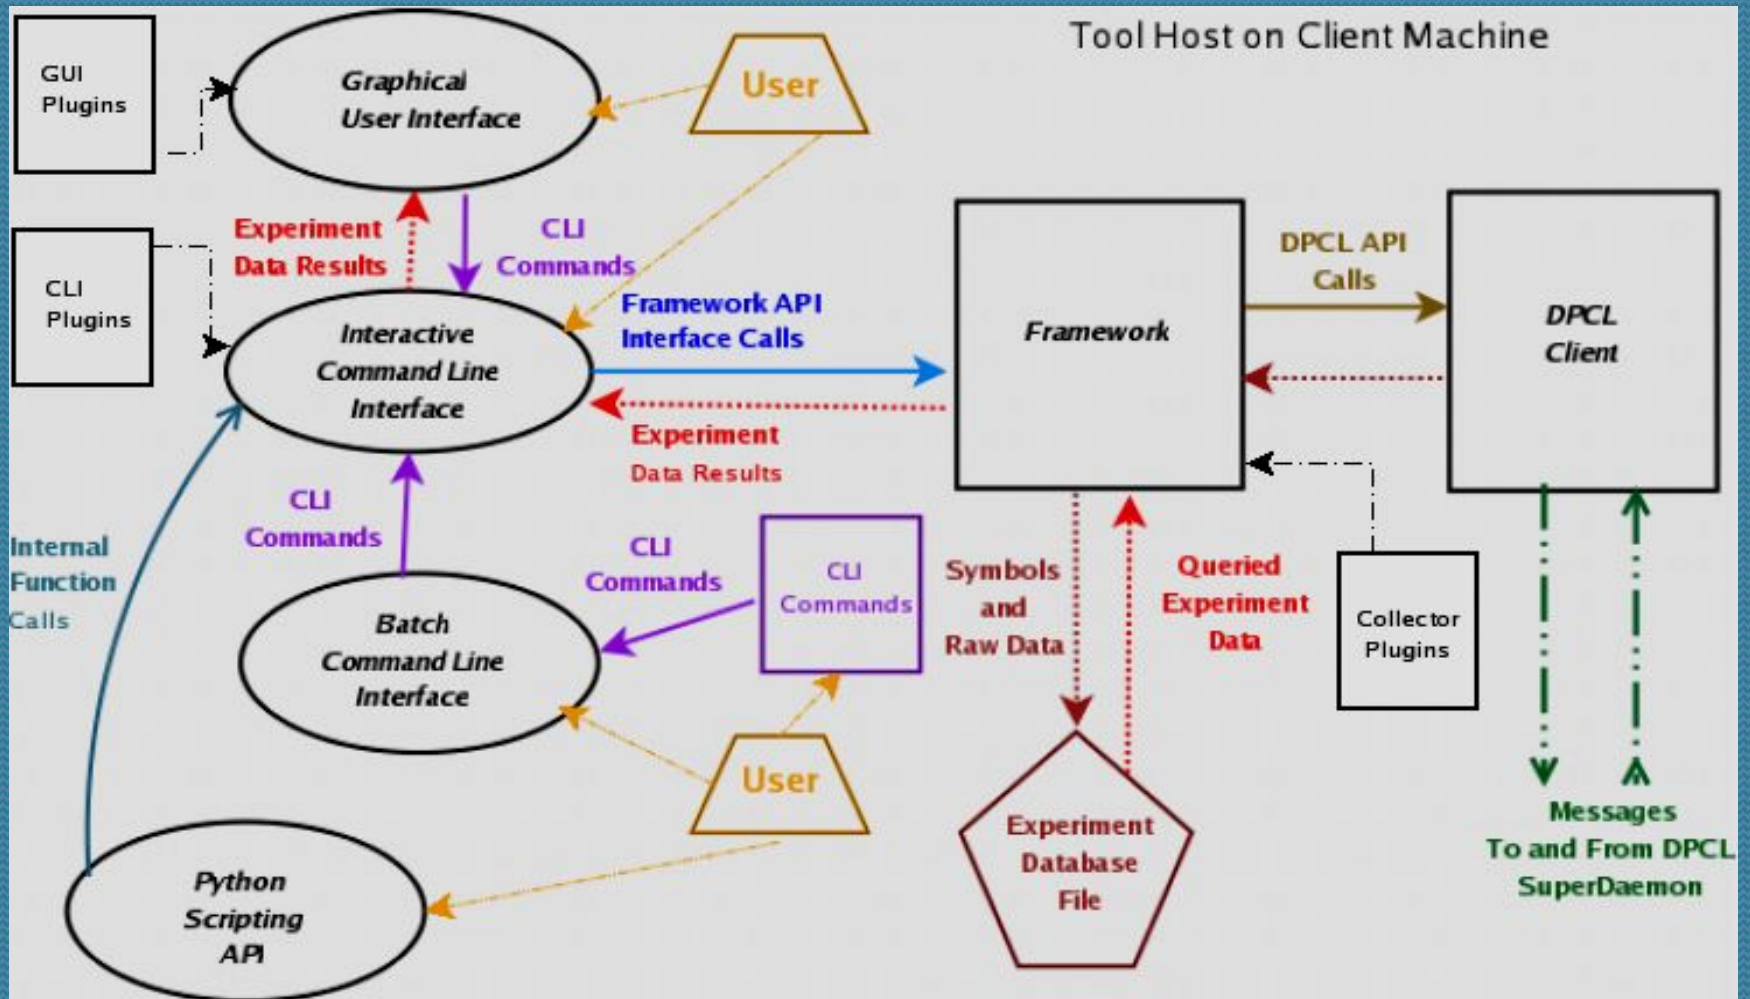 Tool Host on Client Machine
GUI
Plugins
Graphical
User Interface
User
Experiment
Data Results
CLI
Commands
CLI
Plugins
Interactive
Command Line
Interface
Framework API
Interface Calls
Experiment
Data Results
Framework
DPCL API
Calls
DPCL
Client
CLI
Commands
Internal
Function
Calls
CLI
Commands
CLI
Commands
Batch
Command Line
Interface
Symbols
and
Raw Data
Queried
Experiment
Data
Collector
Plugins
User
Experiment
Database
File
Messages
To and From DPCL
SuperDaemon
Python
Scripting
API